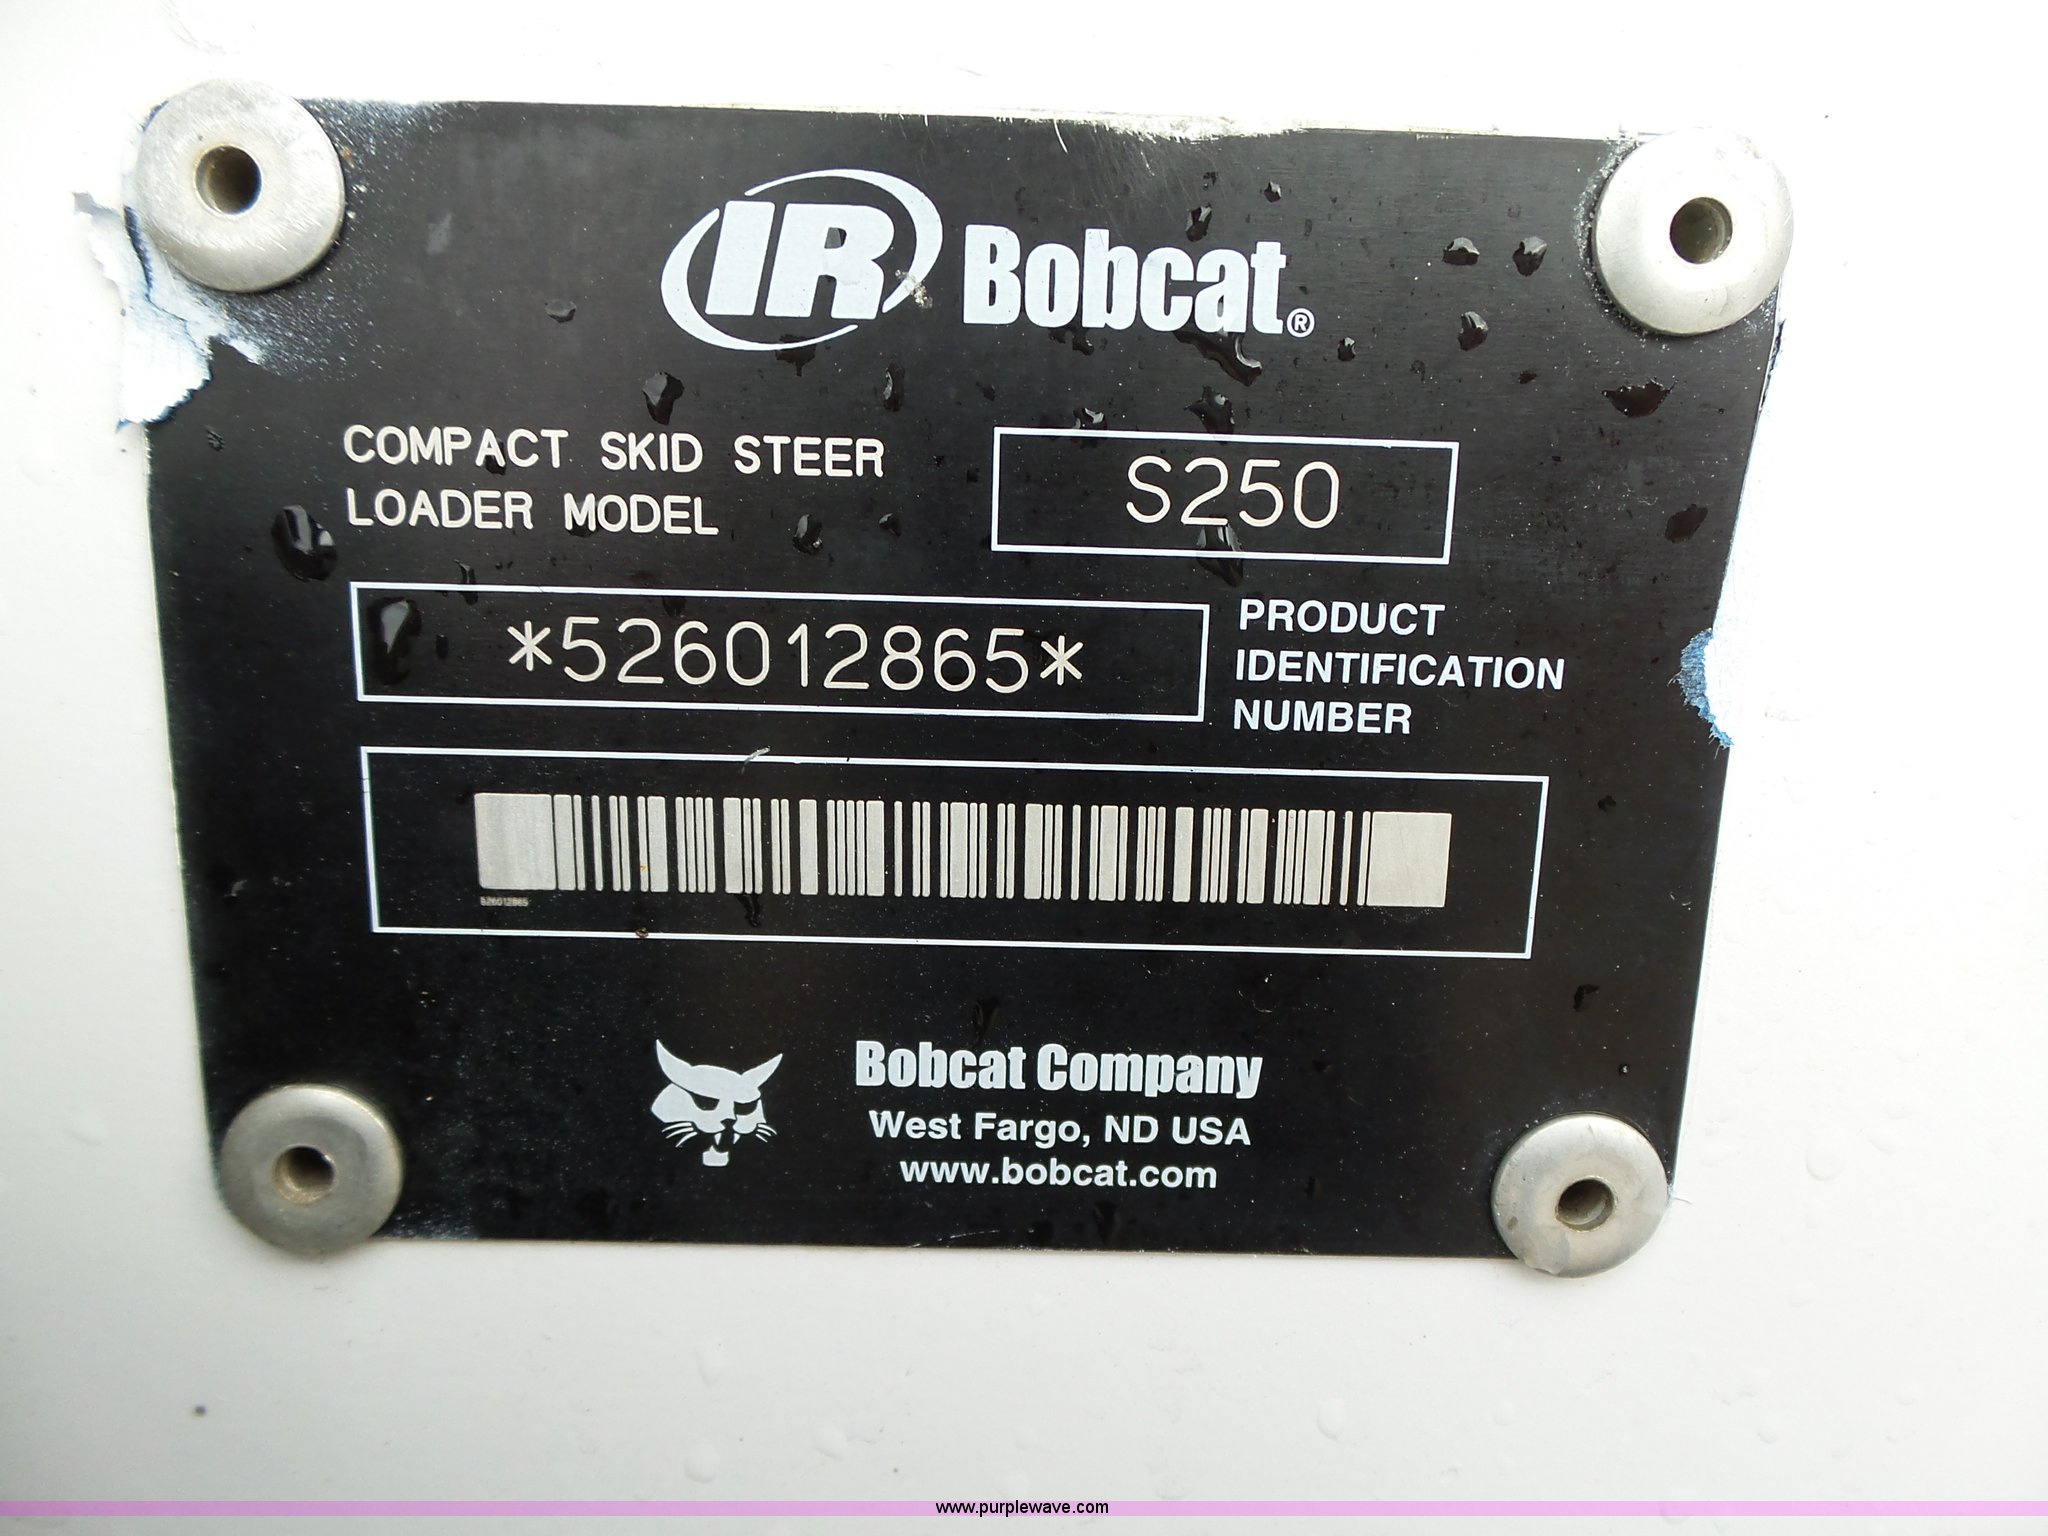 IR Bobcat®
COMPACT SKID STEER
LOADER MODEL
S250
*526012865*
PRODUCT
IDENTIFICATION
NUMBER
526012865
Bobcat Company
West Fargo, ND USA
www.bobcat.com
www.purplewave.com